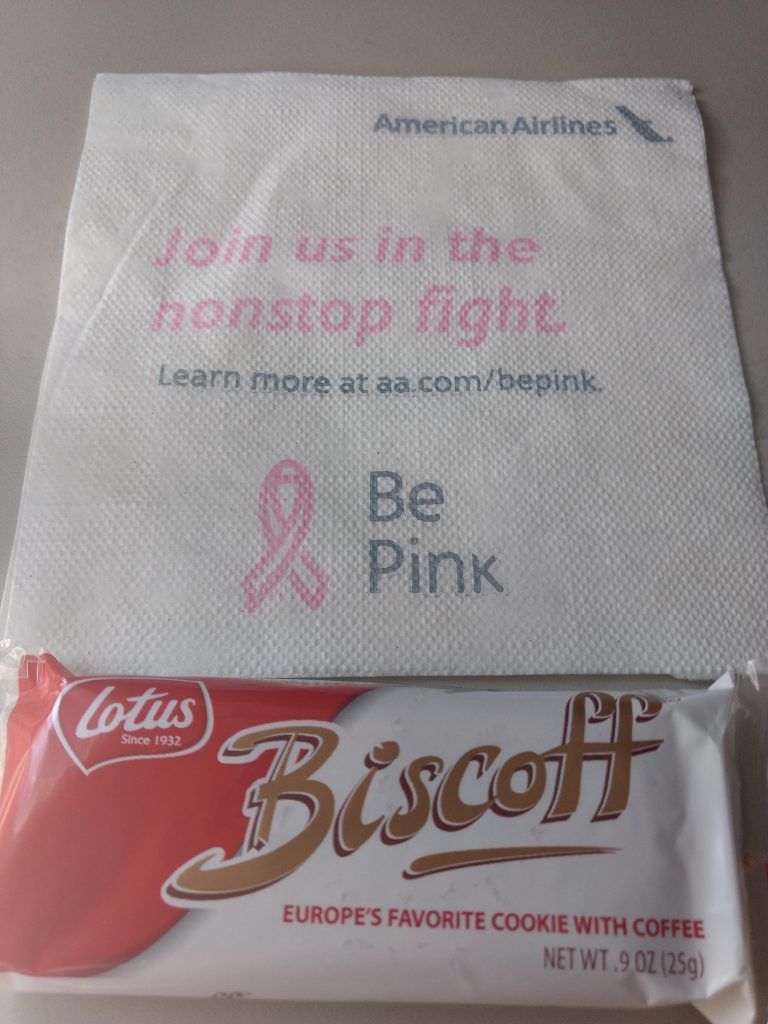 American Airlines
Join us in the
nonstop fight.
Learn more at aa.com/bepink.
Be
Pink
Lotus
Since 1932
Biscoff
EUROPE'S FAVORITE COOKIE WITH COFFEE
NET WT .9 OZ (25g)